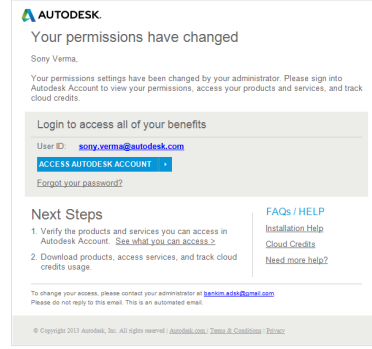 AUTODESK.
Your permissions have changed
Sony Verma,
Your permissions settings have been changed by your administrator. Please sign into
Autodesk Account to view your permissions, access your products and services, and track
cloud credits.
Login to access all of your benefits
User ID: sony.verma@autodesk.com
ACCESS AUTODESK ACCOUNT
Forgot your password?
Next Steps
1. Verify the products and services you can access in
Autodesk Account. See what you can access >
2. Download products, access services, and track cloud
credits usage.
FAQs / HELP
Installation Help
Cloud Credits
Need more help?
To change your access, please contact your administrator at bankim.adsk@gmail.com.
Please do not reply to this email. This is an automated email.
© Copyright 2013 Autodesk, Inc. All rights reserved | Autodesk.com | Terms & Conditions | Privacy